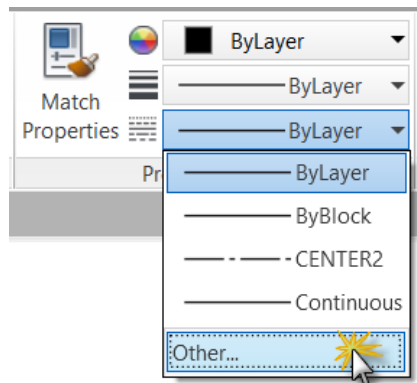 ByLayer
ByLayer
Match
Properties
ByLayer
Pr
ByLayer
ByBlock
CENTER2
Continuous
Other...